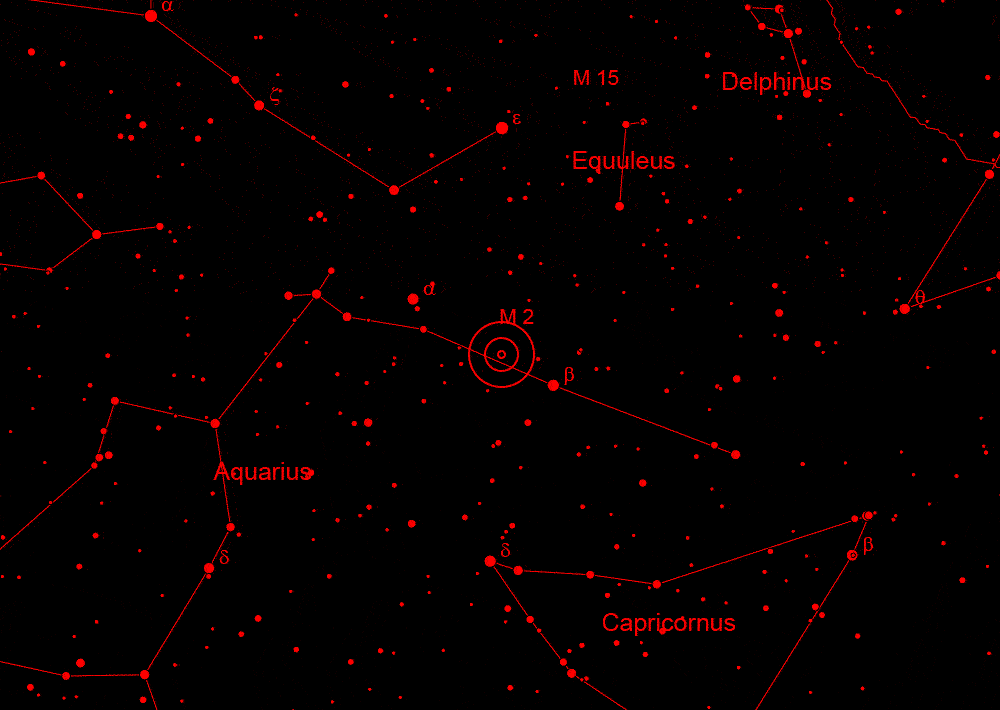 α
M 15
Delphinus
ζ
ε
Equuleus
α
θ
M 2
β
Aquarius
δ
δ
β
Capricornus